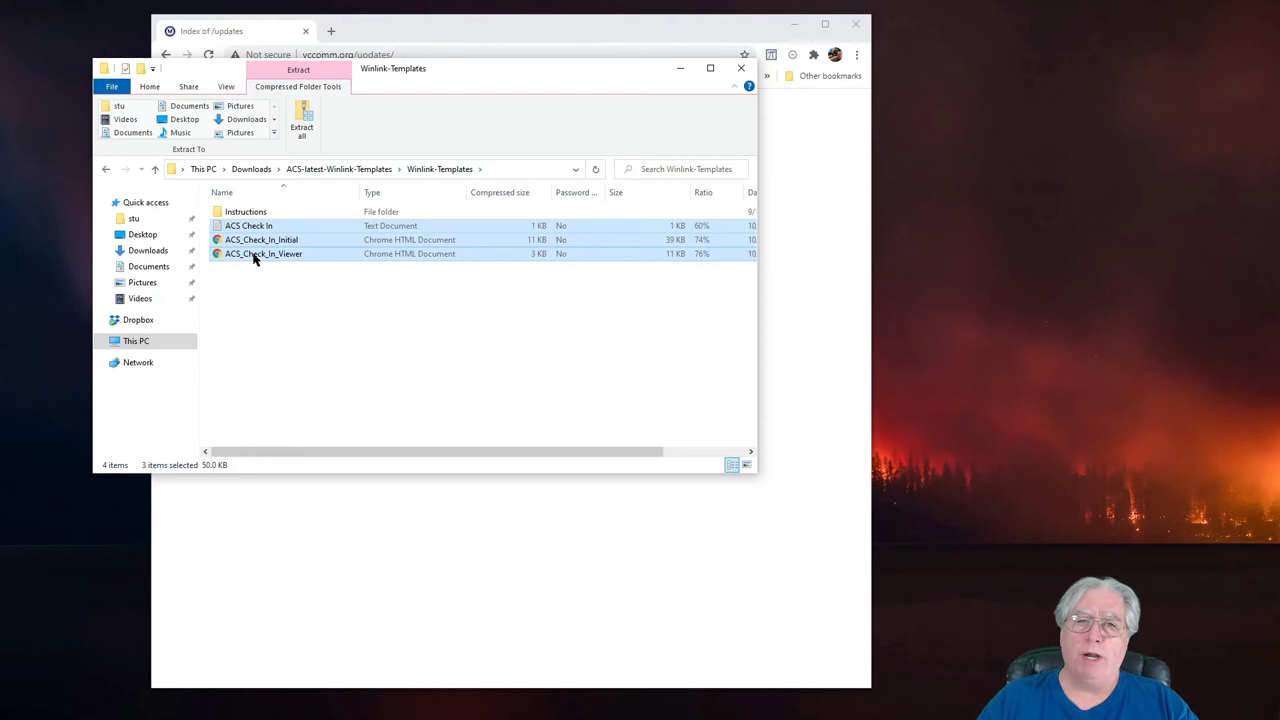 Index of /updates
Not secure vccomm.org/updates/
Other bookmarks
Extract
Winlink-Templates
File Home Share View Compressed Folder Tools
stu Documents Pictures
Videos Desktop Downloads
Documents Music Pictures
Extract all
Extract To
This PC Downloads ACS-latest-Winlink-Templates Winlink-Templates
Search Winlink-Templates
Quick access
stu
Desktop
Downloads
Documents
Pictures
Videos
Dropbox
This PC
Network
Name Type Compressed size Password ... Size Ratio Da
Instructions File folder 9/
ACS Check In Text Document 1 KB No 1 KB 60% 10
ACS_Check_In_Initial Chrome HTML Document 11 KB No 39 KB 74% 10
ACS_Check_In_Viewer Chrome HTML Document 3 KB No 11 KB 76% 10
4 items 3 items selected 50.0 KB